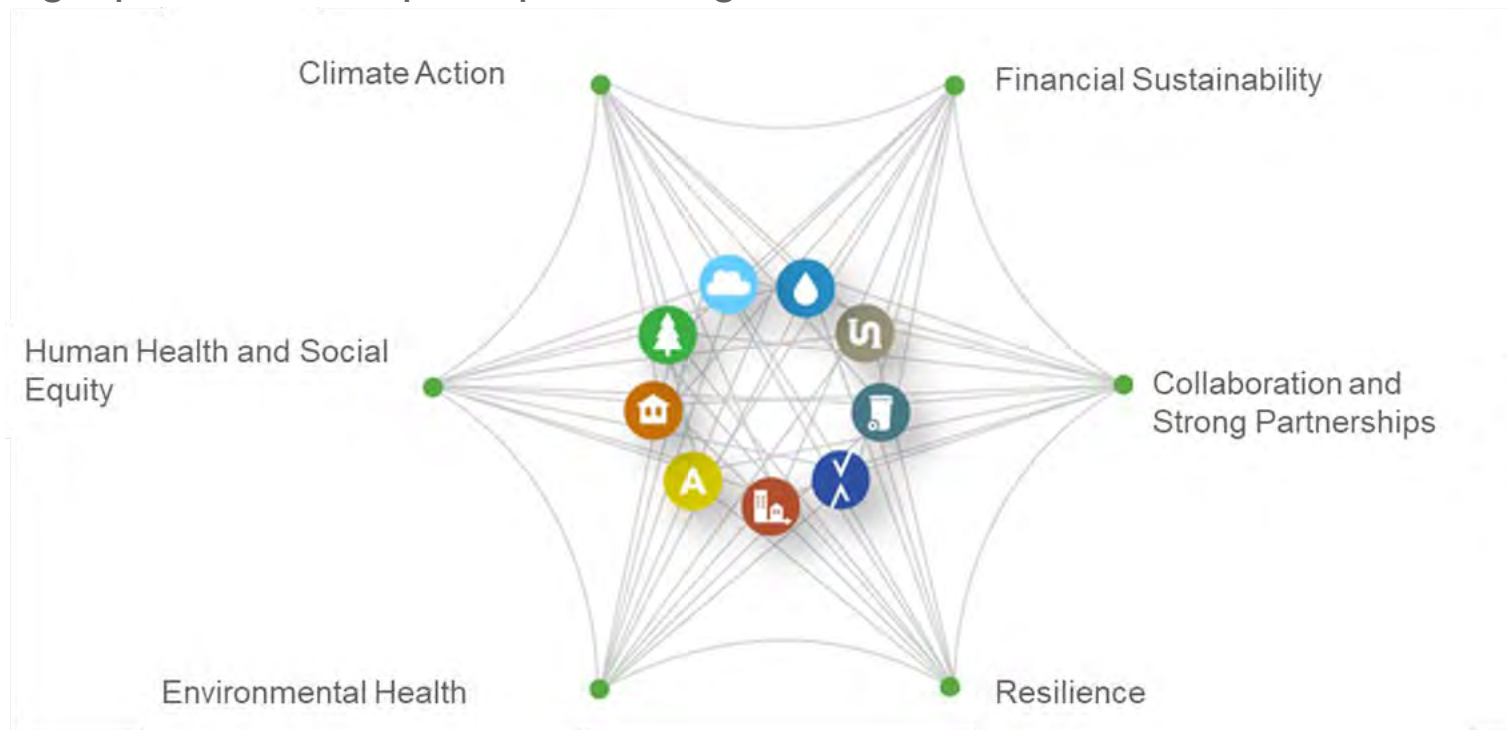 Climate Action
Financial Sustainability
Human Health and Social
Equity
Collaboration and
Strong Partnerships
A
Environmental Health
Resilience